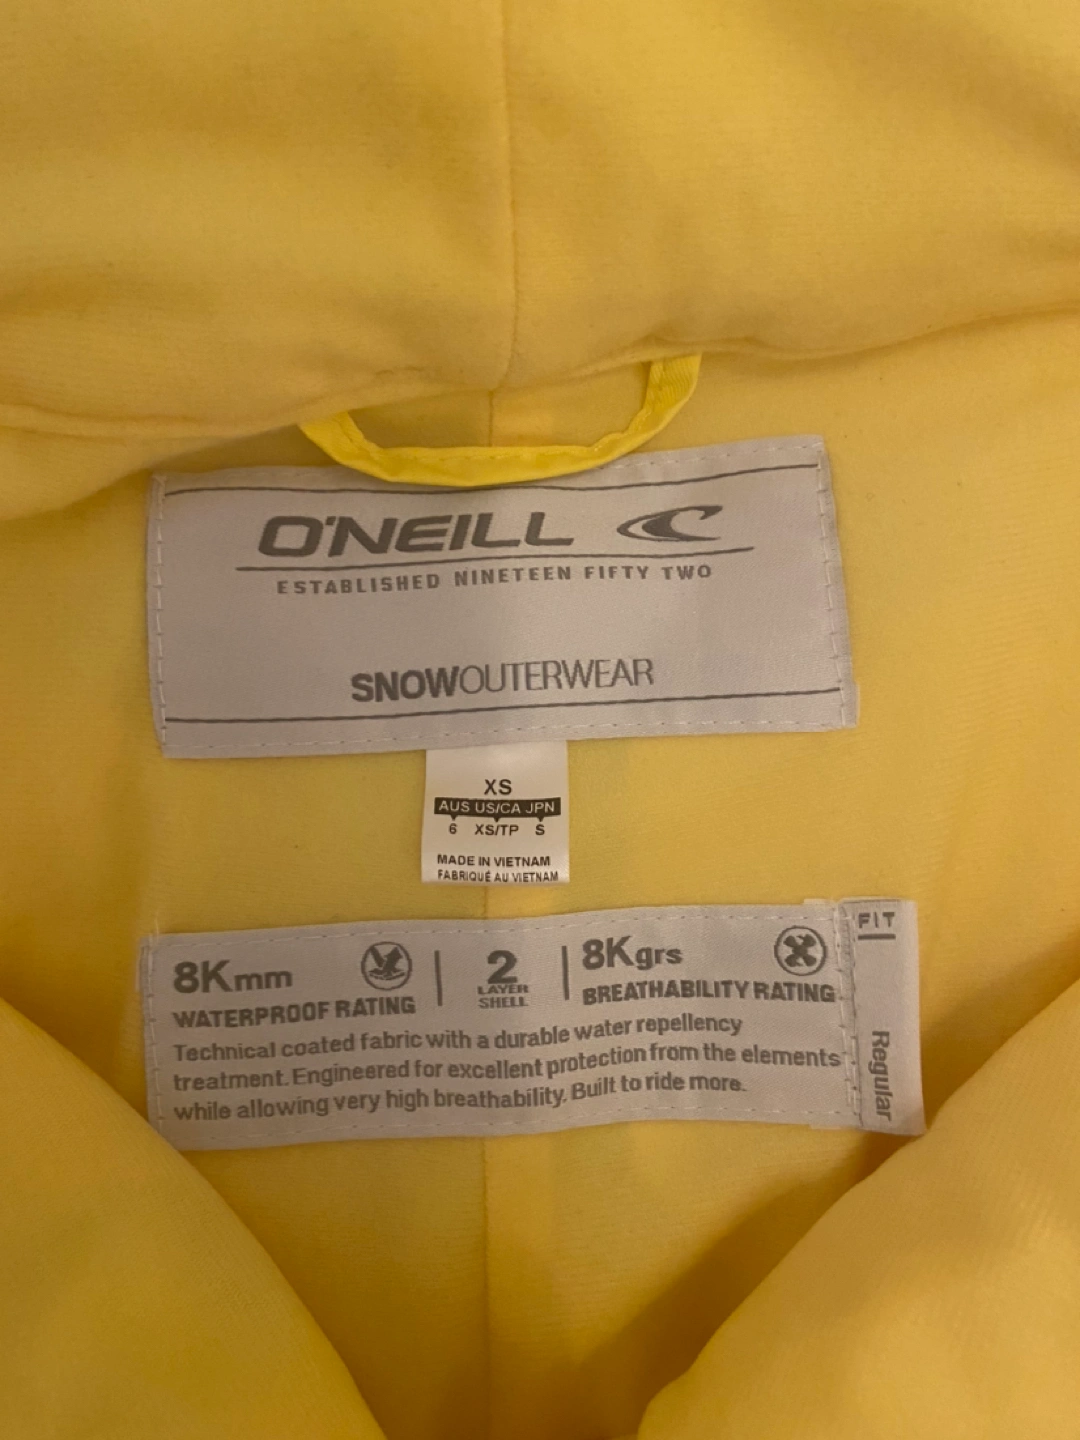 O'NEILL
ESTABLISHED NINETEEN FIFTY TWO
SNOWOUTERWEAR
XS
AUS US/CA JPN
6 XS/TP S
MADE IN VIETNAM
FABRIQUÉ AU VIETNAM
8Kmm
WATERPROOF RATING
2
LAYER
SHELL
8Kgrs
BREATHABILITY RATING
Technical coated fabric with a durable water repellency
treatment. Engineered for excellent protection from the elements
while allowing very high breathability. Built to ride more.
FIT
Regular